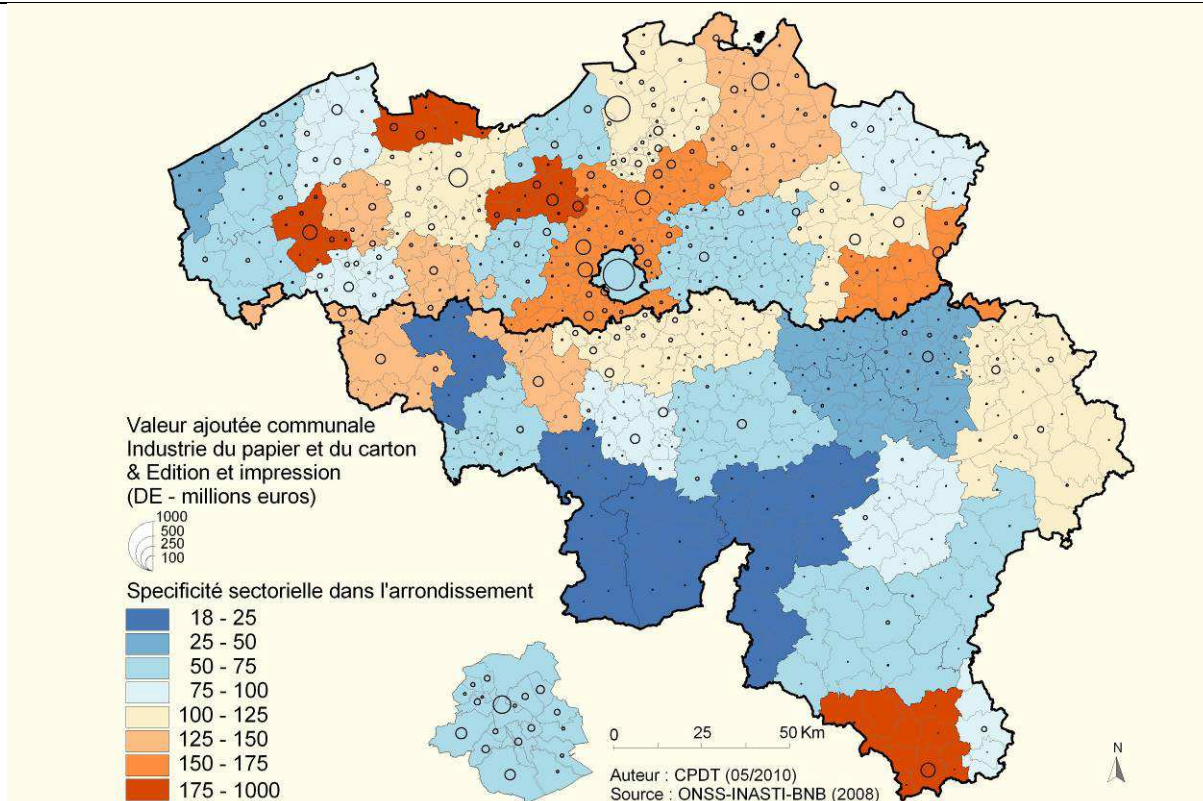 Valeur ajoutée communale
Industrie du papier et du carton
& Edition et impression
(DE - millions euros)
1000
500
250
100
Specificité sectorielle dans l'arrondissement
18 - 25
25 - 50
50 - 75
75 - 100
100 - 125
125 - 150
150 - 175
175 - 1000
0 25 50 Km
Auteur : CPDT (05/2010)
Source : ONSS-INASTI-BNB (2008)
N